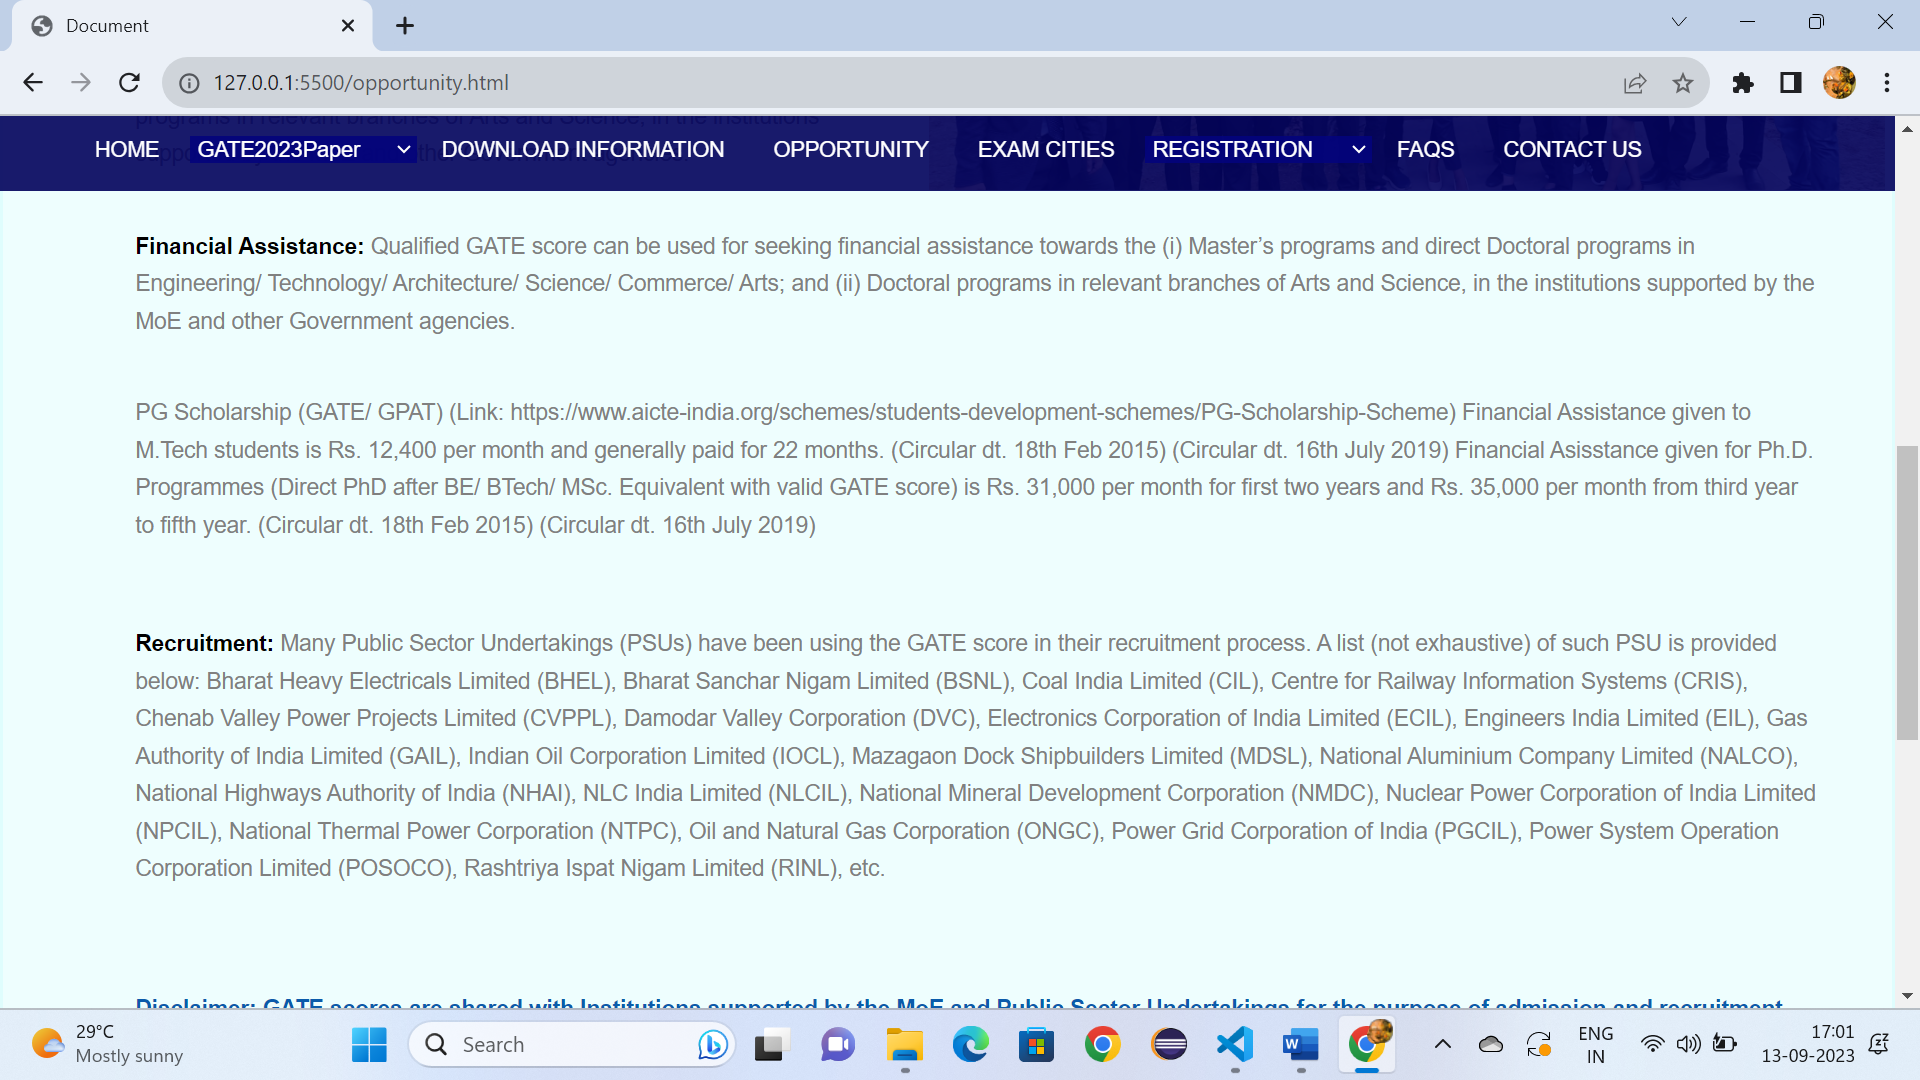 Document
127.0.0.1:5500/opportunity.html
programs in relevant branches of Arts and Science, in the institutions
HOME GATE2023Paper DOWNLOAD INFORMATION OPPORTUNITY EXAM CITIES REGISTRATION FAQS CONTACT US
Financial Assistance: Qualified GATE score can be used for seeking financial assistance towards the (i) Master’s programs and direct Doctoral programs in
Engineering/ Technology/ Architecture/ Science/ Commerce/ Arts; and (ii) Doctoral programs in relevant branches of Arts and Science, in the institutions supported by the
MoE and other Government agencies.
PG Scholarship (GATE/ GPAT) (Link: https://www.aicte-india.org/schemes/students-development-schemes/PG-Scholarship-Scheme) Financial Assistance given to
M.Tech students is Rs. 12,400 per month and generally paid for 22 months. (Circular dt. 18th Feb 2015) (Circular dt. 16th July 2019) Financial Asisstance given for Ph.D.
Programmes (Direct PhD after BE/ BTech/ MSc. Equivalent with valid GATE score) is Rs. 31,000 per month for first two years and Rs. 35,000 per month from third year
to fifth year. (Circular dt. 18th Feb 2015) (Circular dt. 16th July 2019)
Recruitment: Many Public Sector Undertakings (PSUs) have been using the GATE score in their recruitment process. A list (not exhaustive) of such PSU is provided
below: Bharat Heavy Electricals Limited (BHEL), Bharat Sanchar Nigam Limited (BSNL), Coal India Limited (CIL), Centre for Railway Information Systems (CRIS),
Chenab Valley Power Projects Limited (CVPPL), Damodar Valley Corporation (DVC), Electronics Corporation of India Limited (ECIL), Engineers India Limited (EIL), Gas
Authority of India Limited (GAIL), Indian Oil Corporation Limited (IOCL), Mazagaon Dock Shipbuilders Limited (MDSL), National Aluminium Company Limited (NALCO),
National Highways Authority of India (NHAI), NLC India Limited (NLCIL), National Mineral Development Corporation (NMDC), Nuclear Power Corporation of India Limited
(NPCIL), National Thermal Power Corporation (NTPC), Oil and Natural Gas Corporation (ONGC), Power Grid Corporation of India (PGCIL), Power System Operation
Corporation Limited (POSOCO), Rashtriya Ispat Nigam Limited (RINL), etc.
Disclaimer: GATE scores are shared with Institutions supported by the MoE and Public Sector Undertakings for the purpose of admission and recruitment
29°C
Mostly sunny
Search
ENG
IN
17:01
13-09-2023